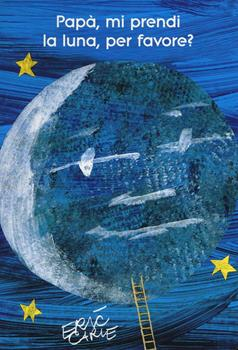 Papà, mi prendi
la luna, per favore?
ERIC
CARLE